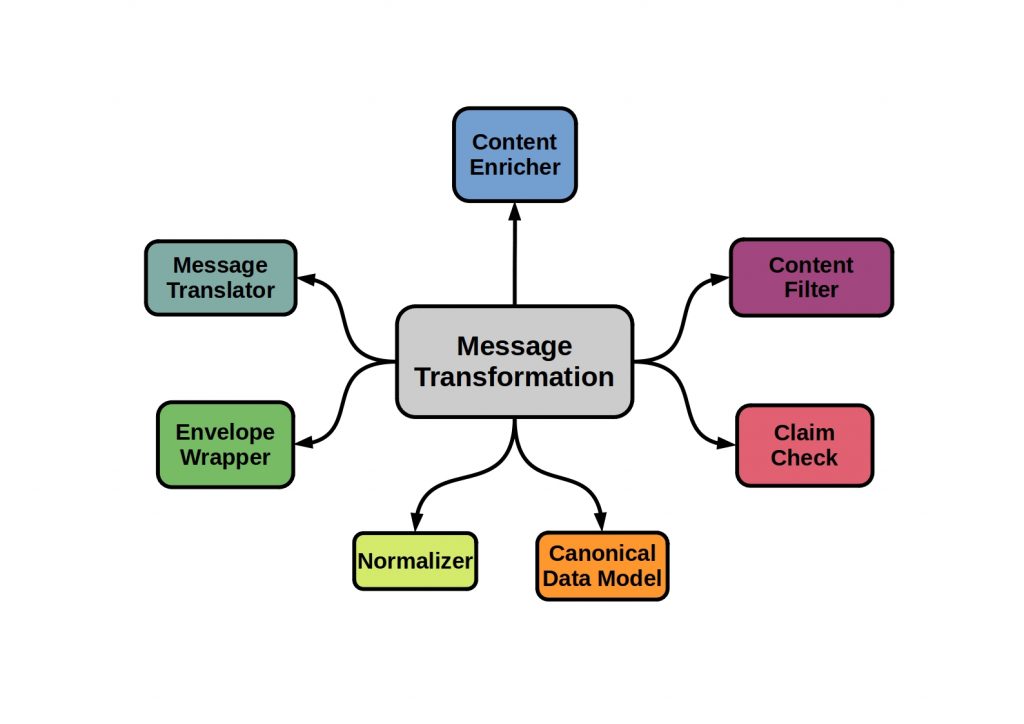 Content
Enricher
Message
Translator
Content
Filter
Message
Transformation
Envelope
Wrapper
Claim
Check
Normalizer
Canonical
Data Model